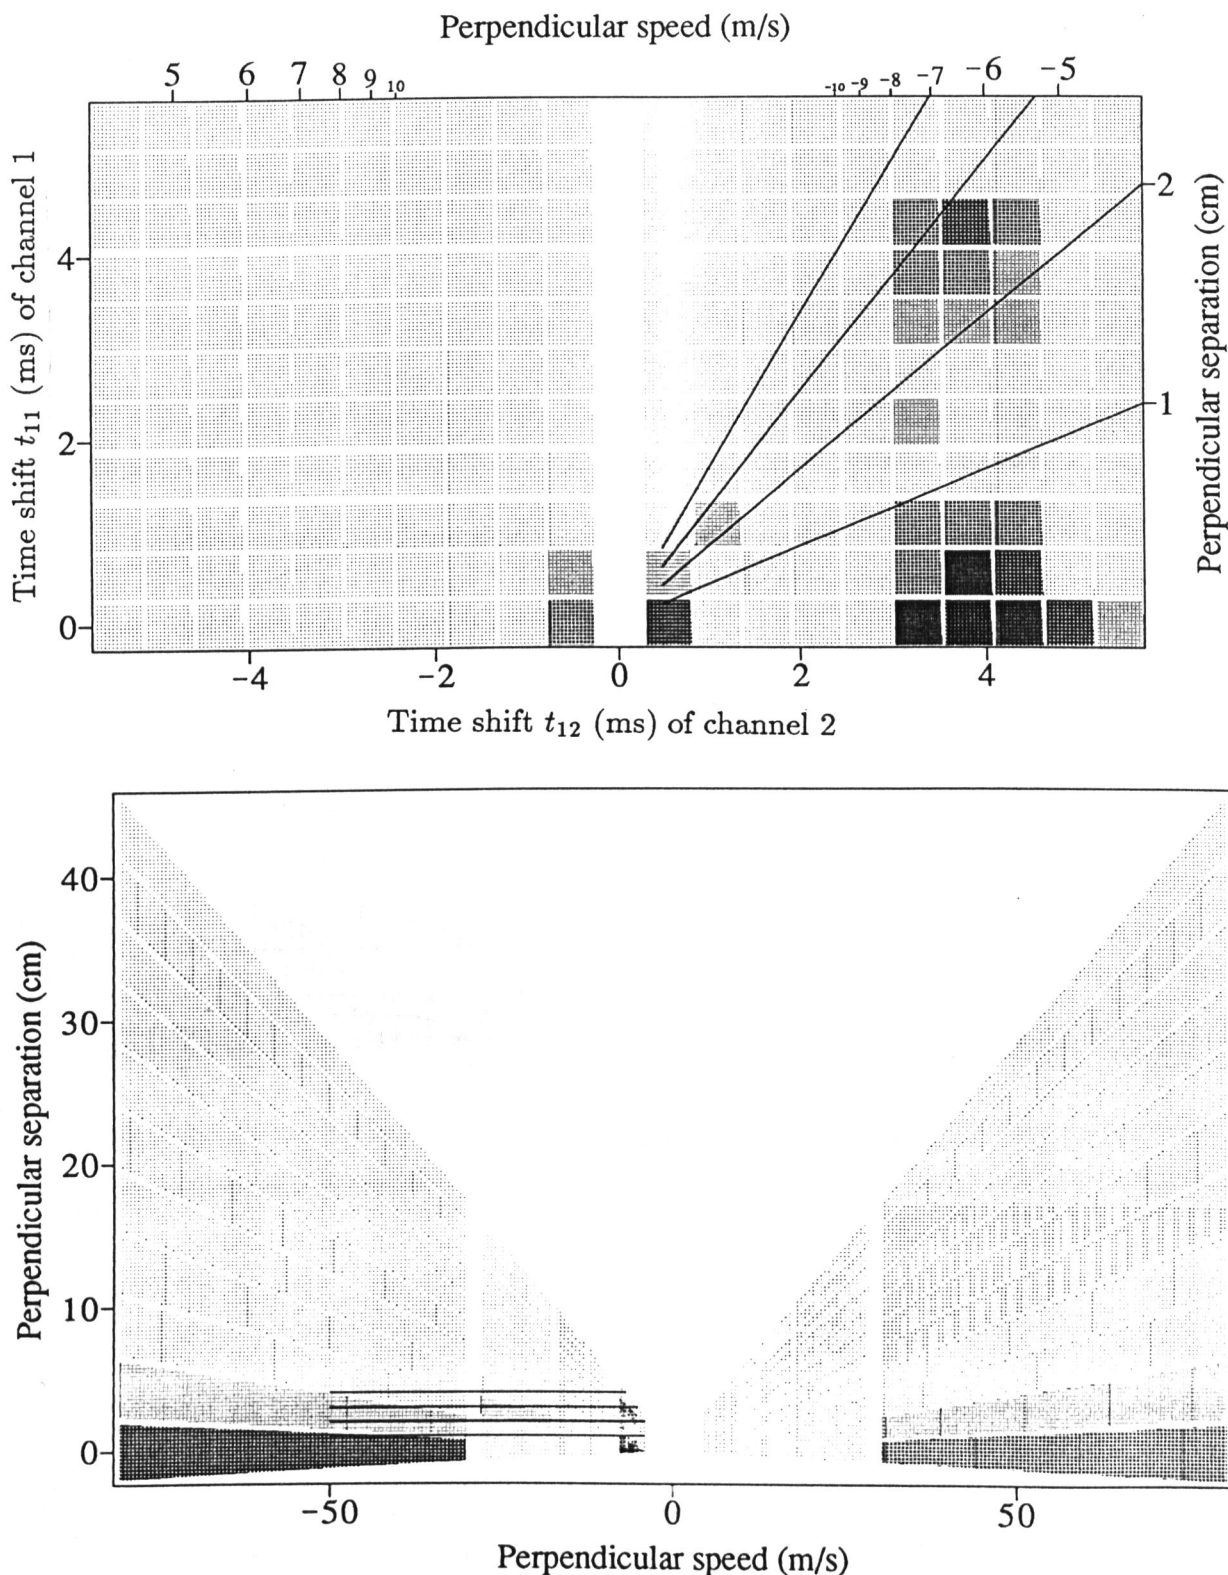 Perpendicular speed (m/s)
5 6 7 8 9 10 -10 -9 -8 -7 -6 -5
Time shift t₁₁ (ms) of channel 1
4
2
0
2
1
Perpendicular separation (cm)
-4 -2 0 2 4
Time shift t₁₂ (ms) of channel 2
Perpendicular separation (cm)
40
30
20
10
0
-50 0 50
Perpendicular speed (m/s)